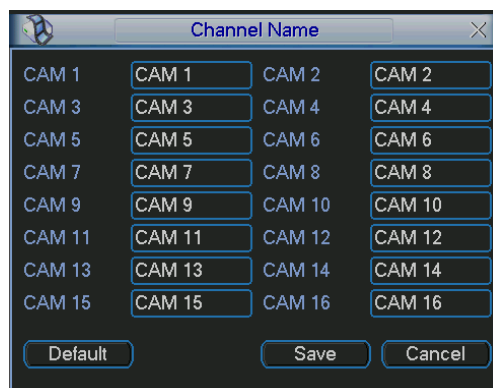 Channel Name
CAM 1 CAM 1 CAM 2 CAM 2
CAM 3 CAM 3 CAM 4 CAM 4
CAM 5 CAM 5 CAM 6 CAM 6
CAM 7 CAM 7 CAM 8 CAM 8
CAM 9 CAM 9 CAM 10 CAM 10
CAM 11 CAM 11 CAM 12 CAM 12
CAM 13 CAM 13 CAM 14 CAM 14
CAM 15 CAM 15 CAM 16 CAM 16
Default Save Cancel